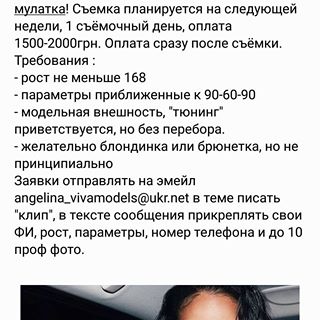 мулатка! Съемка планируется на следующей
недели, 1 съёмочный день, оплата
1500-2000грн. Оплата сразу после съёмки.
Требования :
- рост не меньше 168
- параметры приближенные к 90-60-90
- модельная внешность, "тюнинг"
приветствуется, но без перебора.
- желательно блондинка или брюнетка, но не
принципиально
Заявки отправлять на эмейл
angelina_vivamodels@ukr.net в теме писать
"клип", в тексте сообщения прикреплять свои
ФИ, рост, параметры, номер телефона и до 10
проф фото.